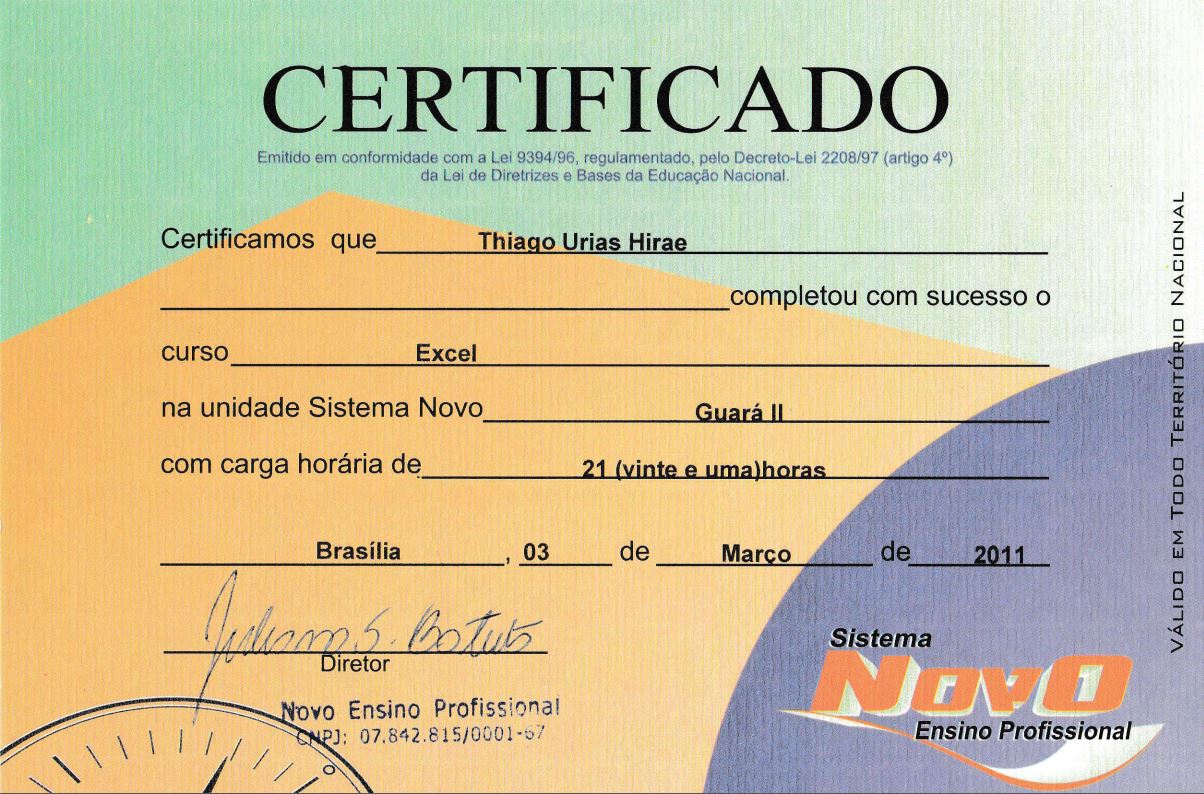 CERTIFICADO
Emitido em conformidade com a Lei 9394/96, regulamentado, pelo Decreto-Lei 2208/97 (artigo 4º)
da Lei de Diretrizes e Bases da Educação Nacional.
Certificamos que Thiago Urias Hirae
completou com sucesso o
curso Excel
na unidade Sistema Novo Guará II
com carga horária de 21 (vinte e uma)horas
Brasília, 03 de Março de 2011
Diretor
Novo Ensino Profissional
CNPJ: 07.842.815/0001-67
Sistema
NOVO
Ensino Profissional
VÁLIDO EM TODO TERRITÓRIO NACIONAL